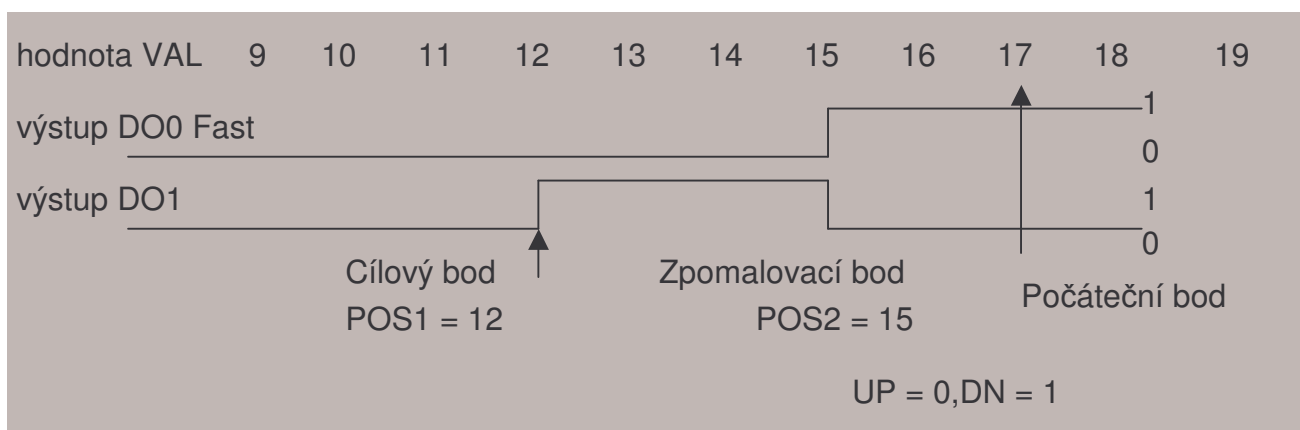 hodnota VAL 9 10 11 12 13 14 15 16 17 18 19
1
výstup DO0 Fast
0
výstup DO1 1
0
Cílový bod Zpomalovací bod
Počáteční bod
POS1 = 12 POS2 = 15
UP = 0,DN = 1